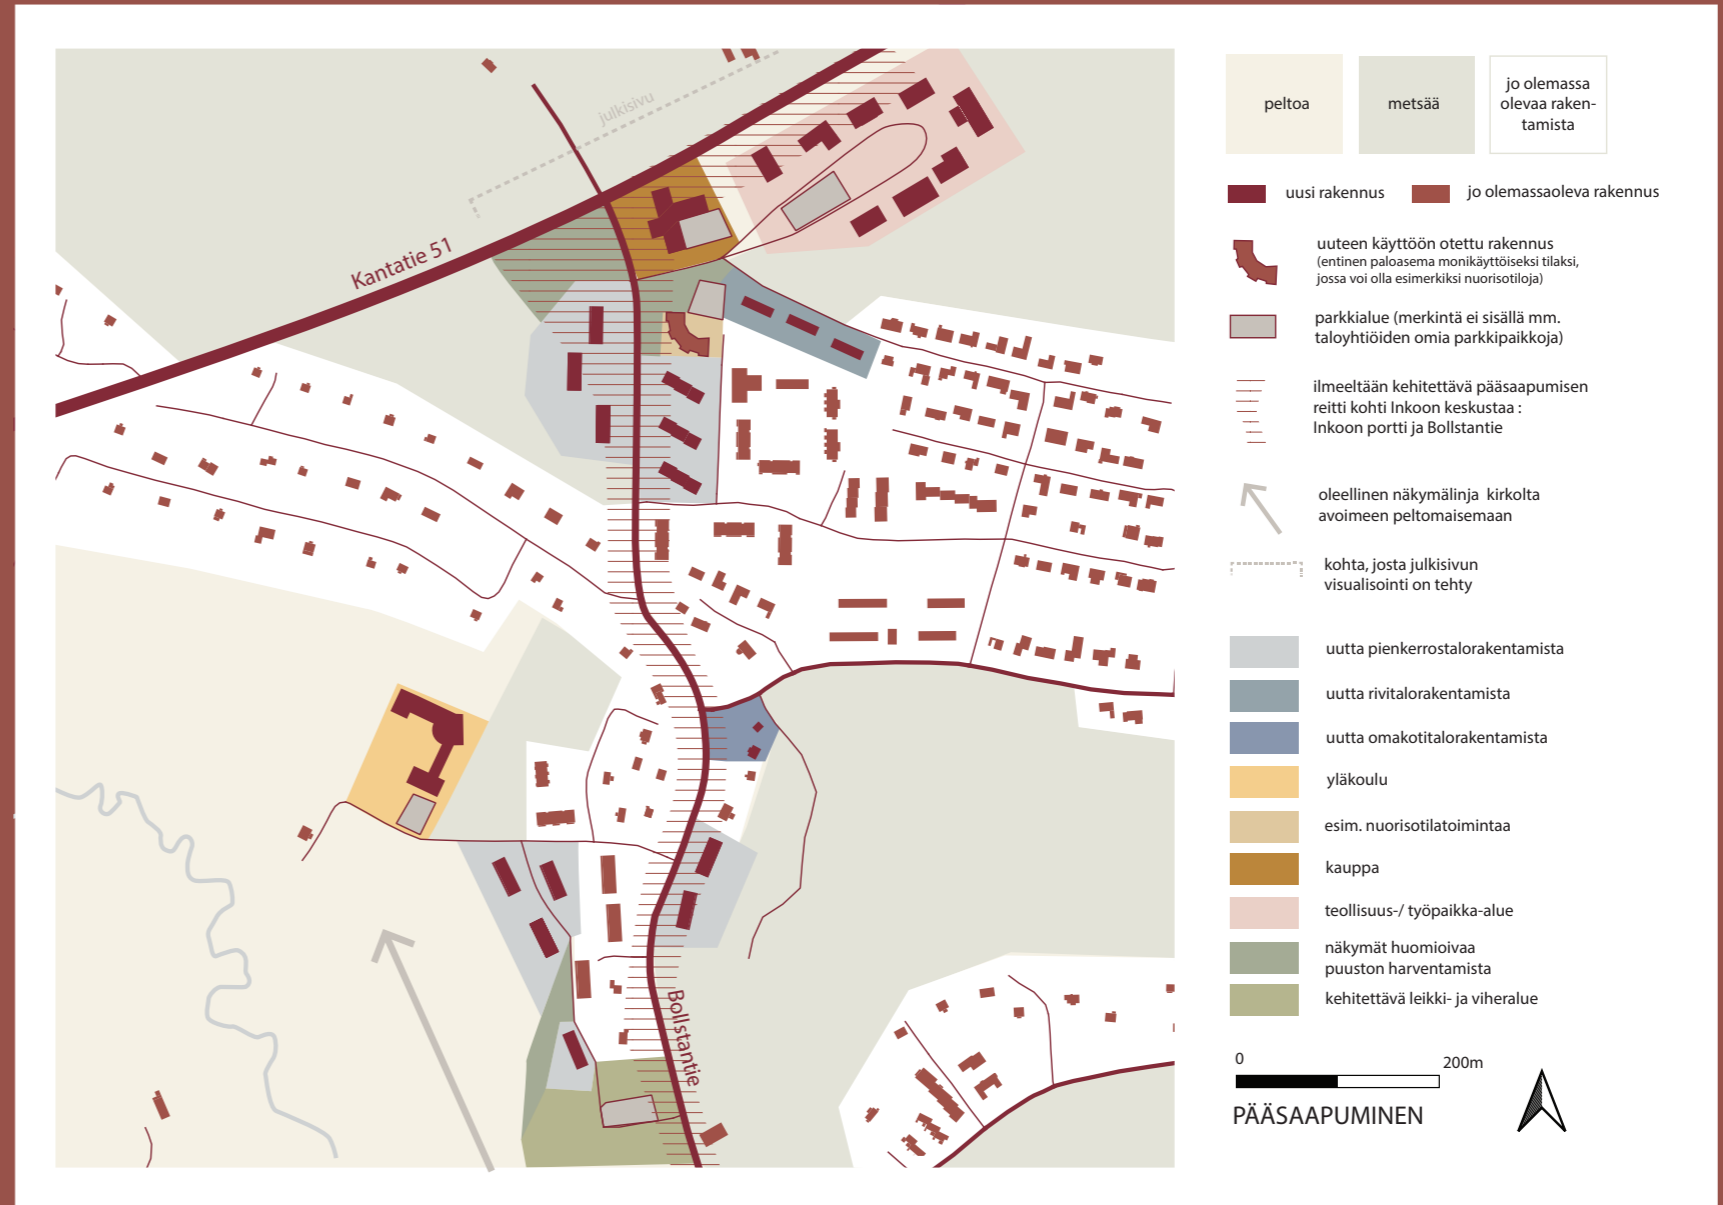 julkisivu
Kantatie 51
Bollstantie
peltoa
metsää
jo olemassa
olevaa raken-
tamista
uusi rakennus
jo olemassaoleva rakennus
uuteen käyttöön otettu rakennus
(entinen paloasema monikäyttöiseksi tilaksi,
jossa voi olla esimerkiksi nuorisotiloja)
parkkialue (merkintä ei sisällä mm.
taloyhtiöiden omia parkkipaikkoja)
ilmeeltään kehitettävä pääsaapumisen
reitti kohti Inkoon keskustaa :
Inkoon portti ja Bollstantie
oleellinen näkymälinja kirkolta
avoimeen peltomaisemaan
kohta, josta julkisivun
visualisointi on tehty
uutta pienkerrostalorakentamista
uutta rivitalorakentamista
uutta omakotitalorakentamista
yläkoulu
esim. nuorisotilatoimintaa
kauppa
teollisuus-/ työpaikka-alue
näkymät huomioivaa
puuston harventamista
kehitettävä leikki- ja viheralue
0 200m
PÄÄSAAPUMINEN